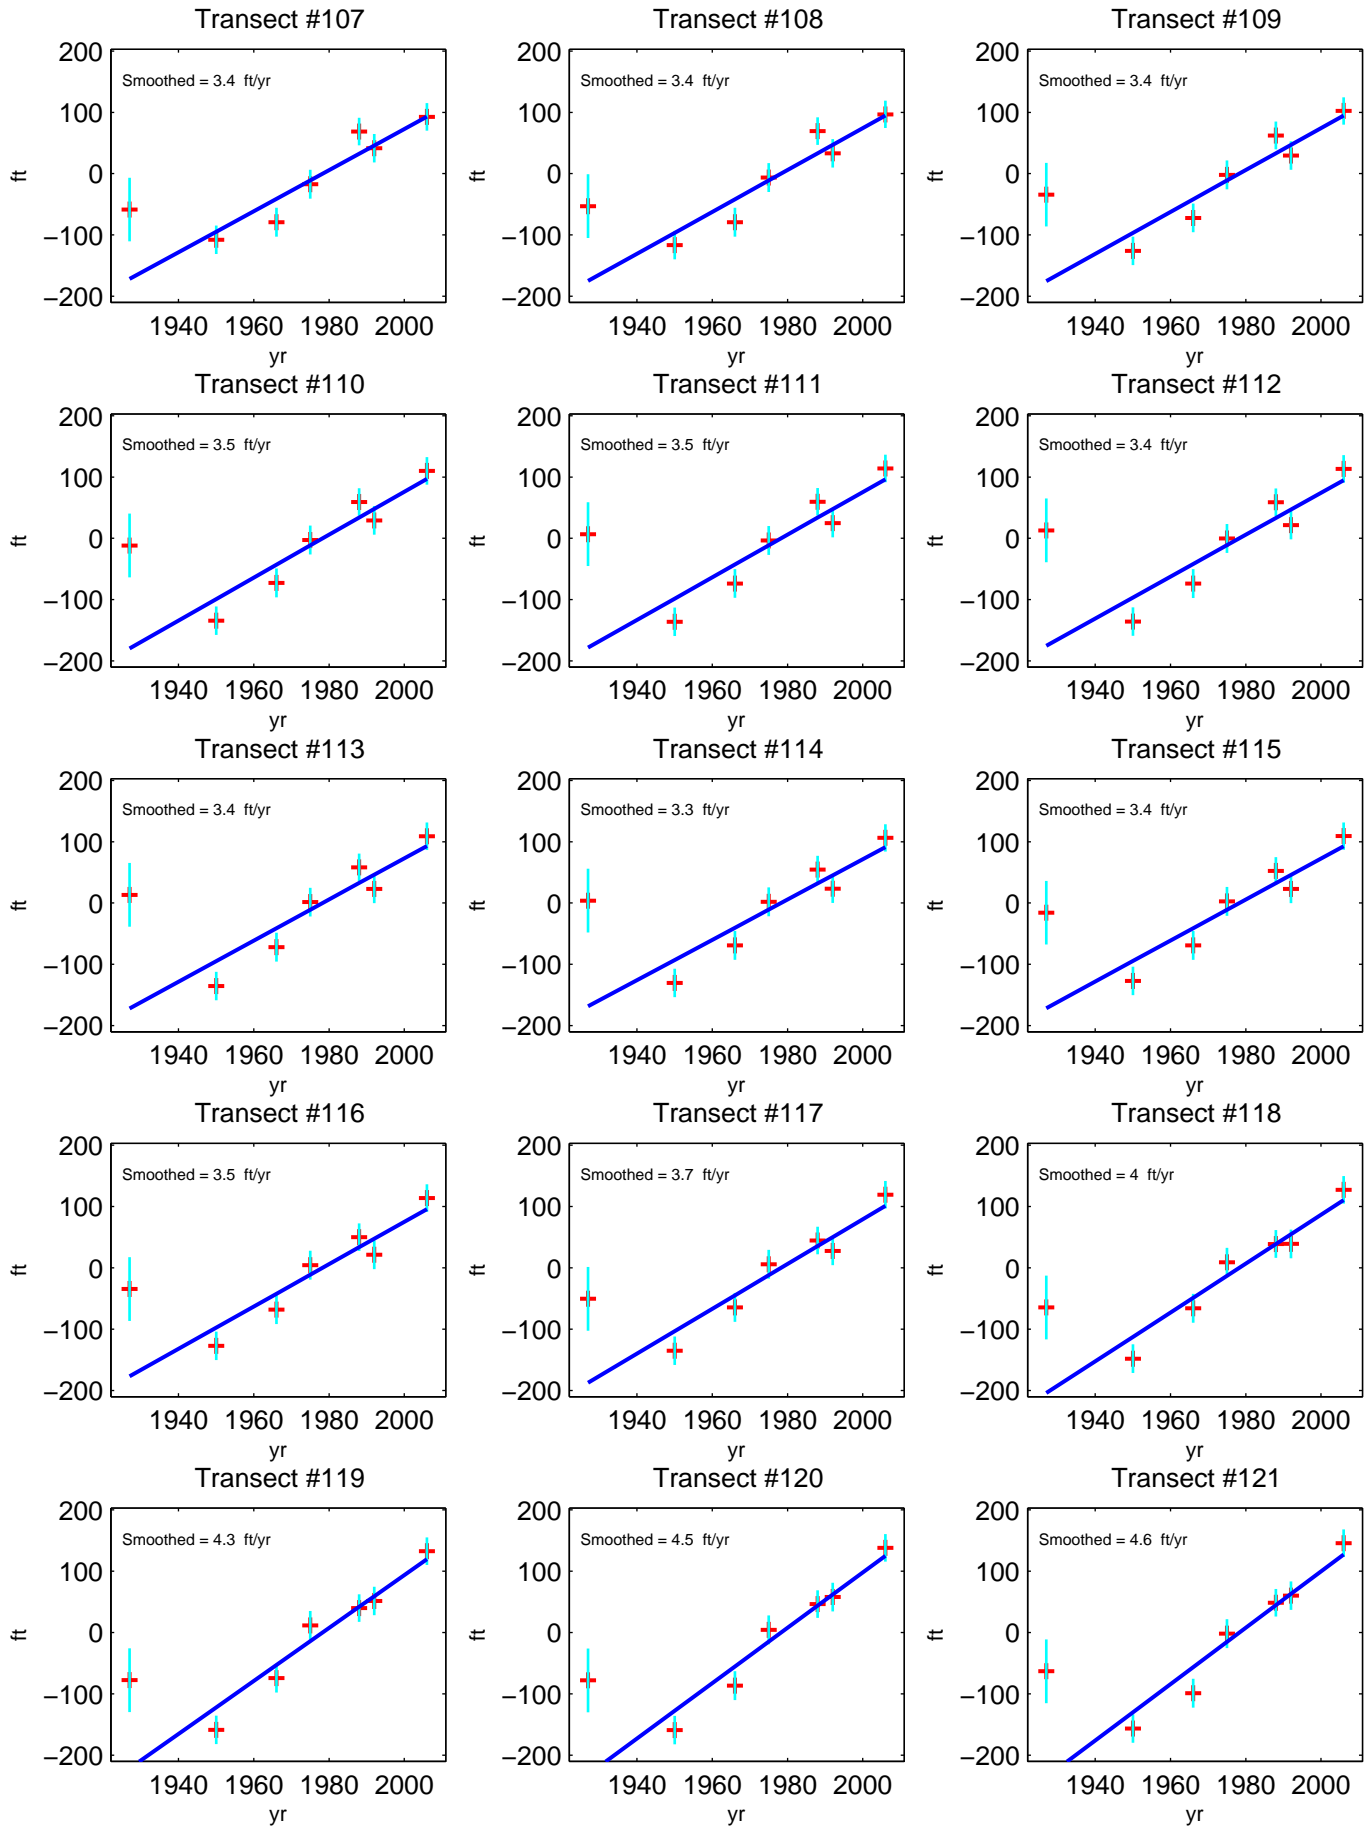 Transect #107 Transect #108 Transect #109
200 200 200
Smoothed = 3.4 ft/yr Smoothed = 3.4 ft/yr Smoothed = 3.4 ft/yr
100 100 100
ft 0 ft 0 ft 0
−100 −100 −100
−200 −200 −200
1940 1960 1980 2000 1940 1960 1980 2000 1940 1960 1980 2000
yr yr yr
Transect #110 Transect #111 Transect #112
200 200 200
Smoothed = 3.5 ft/yr Smoothed = 3.5 ft/yr Smoothed = 3.4 ft/yr
100 100 100
ft 0 ft 0 ft 0
−100 −100 −100
−200 −200 −200
1940 1960 1980 2000 1940 1960 1980 2000 1940 1960 1980 2000
yr yr yr
Transect #113 Transect #114 Transect #115
200 200 200
Smoothed = 3.4 ft/yr Smoothed = 3.3 ft/yr Smoothed = 3.4 ft/yr
100 100 100
ft 0 ft 0 ft 0
−100 −100 −100
−200 −200 −200
1940 1960 1980 2000 1940 1960 1980 2000 1940 1960 1980 2000
yr yr yr
Transect #116 Transect #117 Transect #118
200 200 200
Smoothed = 3.5 ft/yr Smoothed = 3.7 ft/yr Smoothed = 4 ft/yr
100 100 100
ft 0 ft 0 ft 0
−100 −100 −100
−200 −200 −200
1940 1960 1980 2000 1940 1960 1980 2000 1940 1960 1980 2000
yr yr yr
Transect #119 Transect #120 Transect #121
200 200 200
Smoothed = 4.3 ft/yr Smoothed = 4.5 ft/yr Smoothed = 4.6 ft/yr
100 100 100
ft 0 ft 0 ft 0
−100 −100 −100
−200 −200 −200
1940 1960 1980 2000 1940 1960 1980 2000 1940 1960 1980 2000
yr yr yr